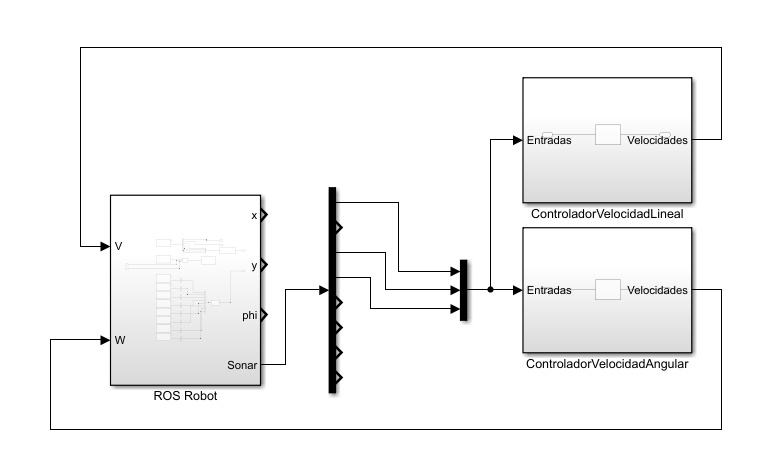 Entradas
Velocidades
ControladorVelocidadLineal
x
V
y
phi
W
Sonar
ROS Robot
Entradas
Velocidades
ControladorVelocidadAngular